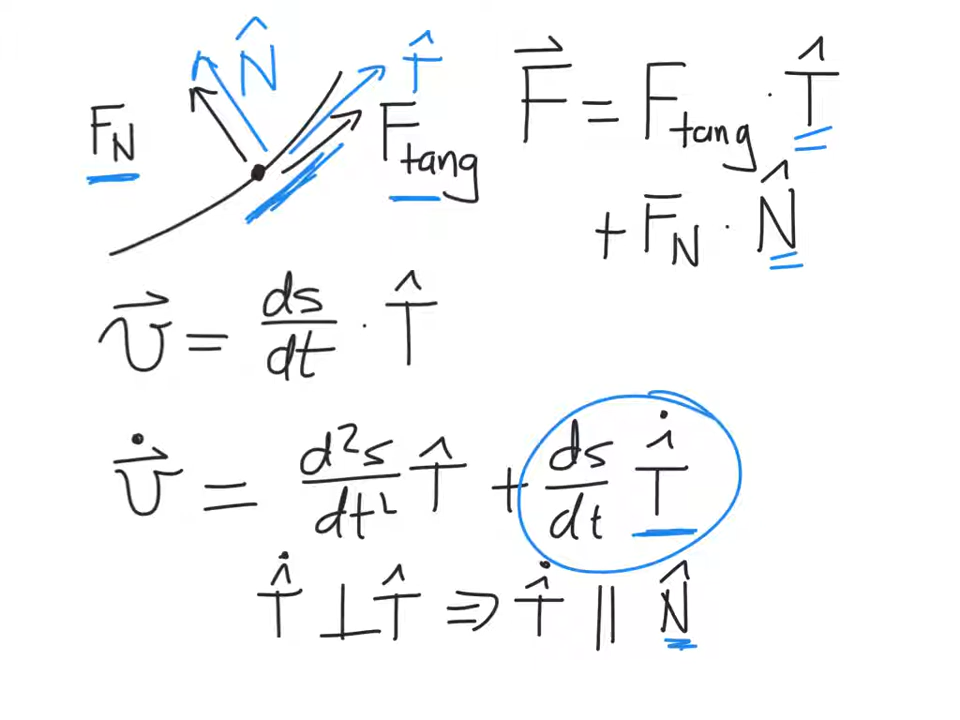 N̂ T̂
F_N F_tang
F⃗ = F_tang · T̂
+ F_N · N̂
v⃗ = ds/dt · T̂
v⃗̇ = d²s/dt² T̂ + ds/dt T̂̇
T̂̇ ⊥ T̂ ⇒ T̂̇ ∥ N̂